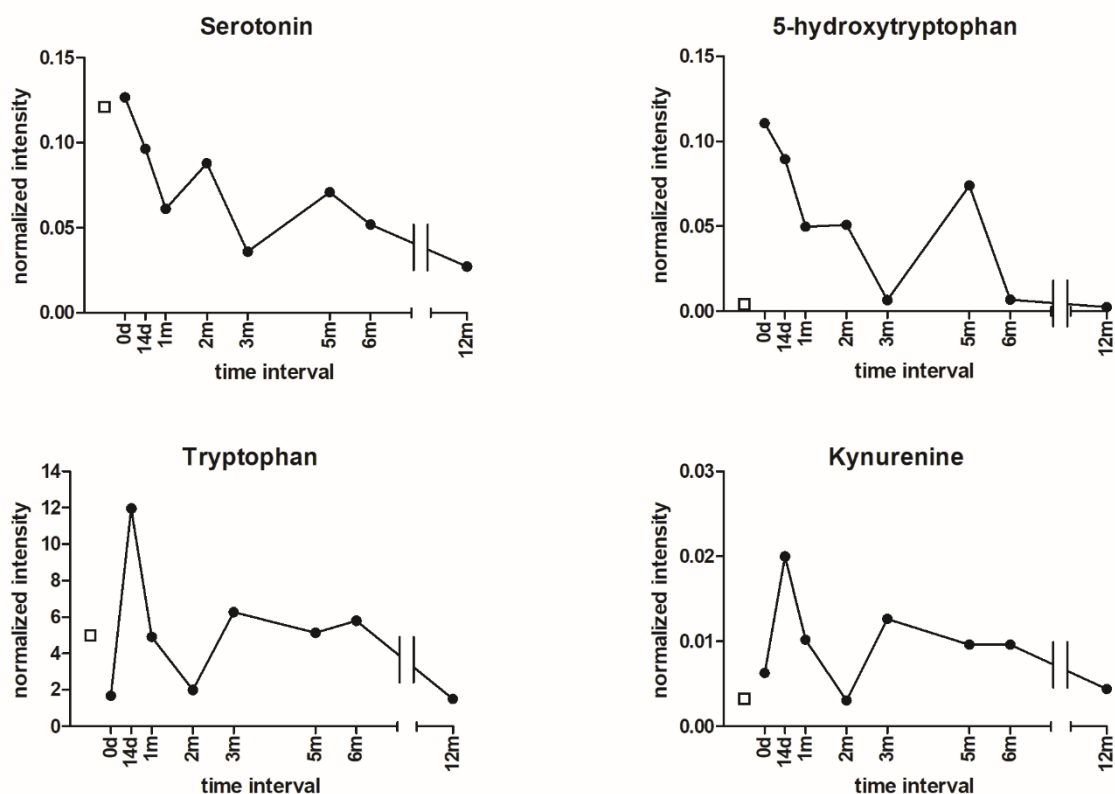 Serotonin
normalized intensity
0.15
0.10
0.05
0.00
0d
14d
1m
2m
3m
5m
6m
12m
time interval
5-hydroxytryptophan
normalized intensity
0.15
0.10
0.05
0.00
0d
14d
1m
2m
3m
5m
6m
12m
time interval
Tryptophan
normalized intensity
14
12
10
8
6
4
2
0
0d
14d
1m
2m
3m
5m
6m
12m
time interval
Kynurenine
normalized intensity
0.03
0.02
0.01
0.00
0d
14d
1m
2m
3m
5m
6m
12m
time interval